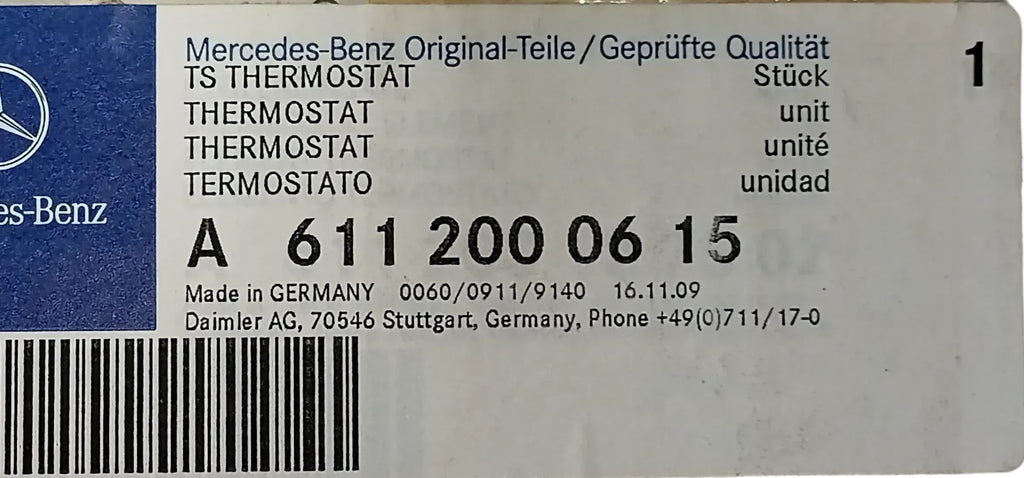 Mercedes-Benz Original-Teile/Geprüfte Qualität
TS THERMOSTAT Stück 1
THERMOSTAT unit
THERMOSTAT unité
TERMOSTATO unidad
es-Benz
A 611 200 06 15
Made in GERMANY 0060/0911/9140 16.11.09
Daimler AG, 70546 Stuttgart, Germany, Phone +49(0)711/17-0